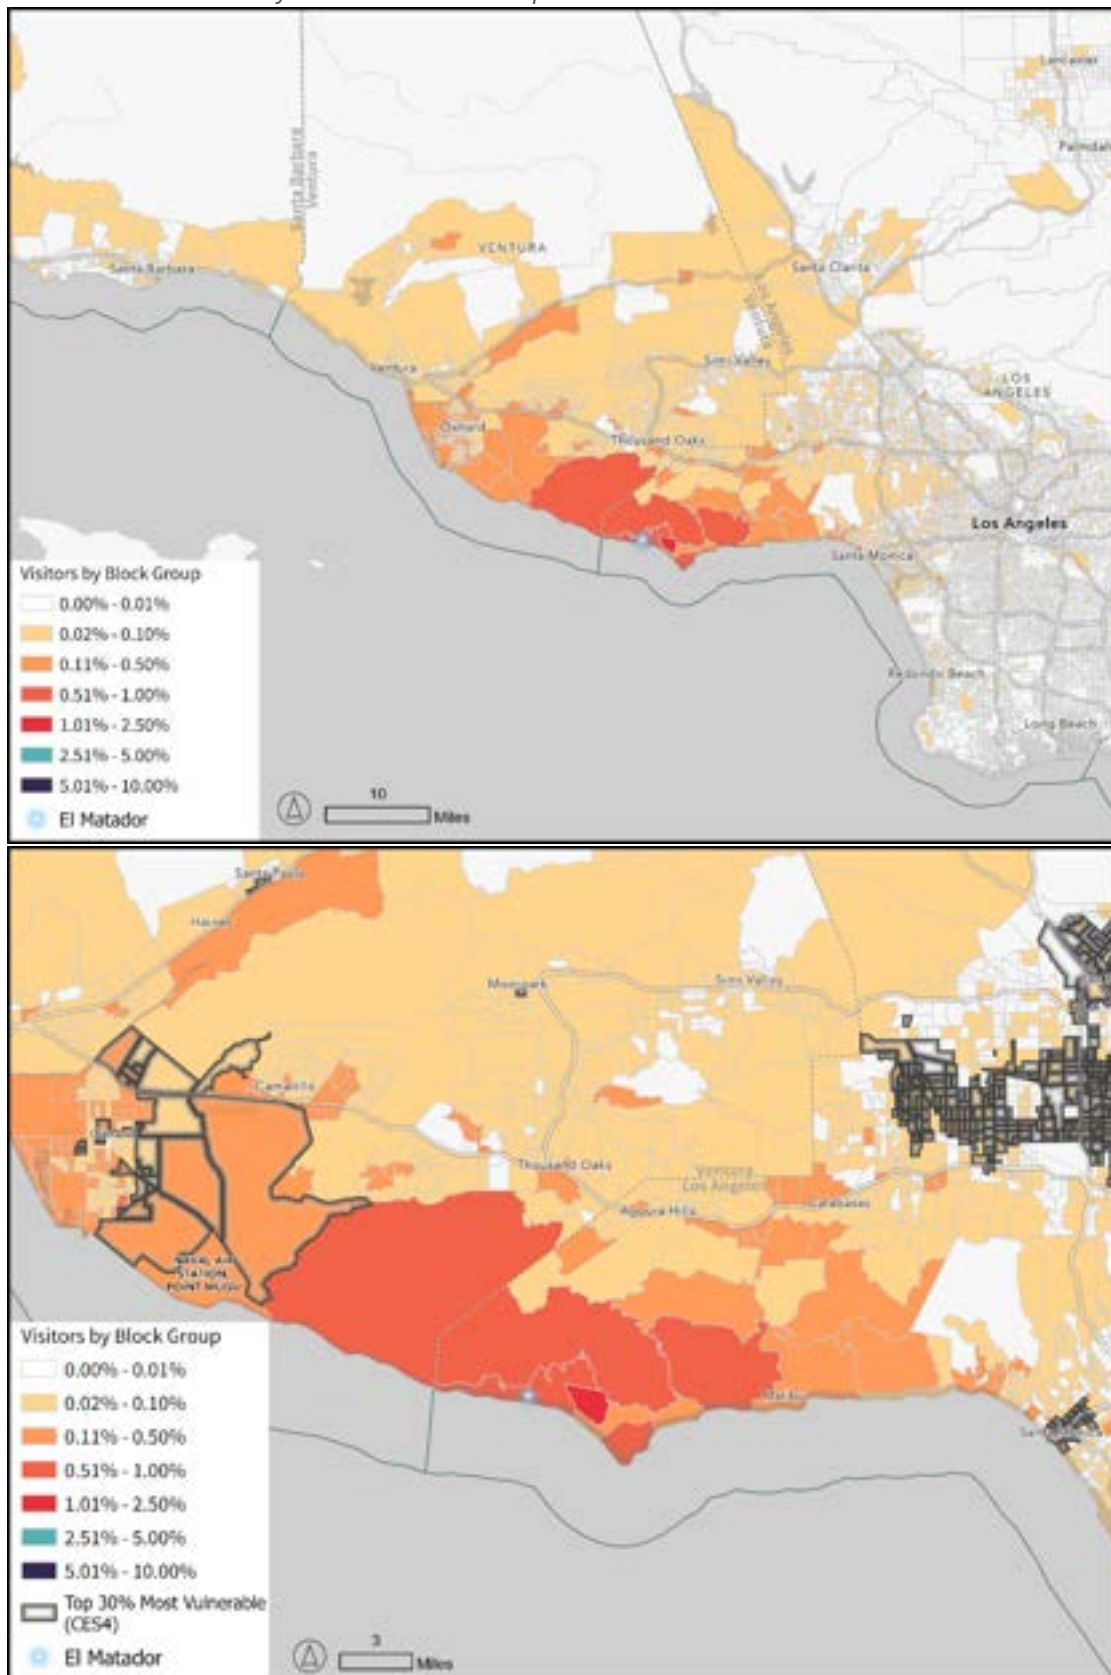 Lancaster
Santa Barbara
Ventura
VENTURA
Santa Clarita
Santa Barbara
Los Angeles
Ventura
Ventura
Simi Valley
LOS
ANGELES
Oxnard
Thousand Oaks
Los Angeles
Santa Monica
Visitors by Block Group
0.00% - 0.01%
0.02% - 0.10%
0.11% - 0.50%
0.51% - 1.00%
1.01% - 2.50%
2.51% - 5.00%
5.01% - 10.00%
El Matador
Redondo Beach
Long Beach
10
Miles
Santa Paula
Haines
Moorpark
Simi Valley
Camarillo
Thousand Oaks
Ventura
Los Angeles
Agoura Hills
Calabasas
NAVAL AIR
STATION
POINT MUGU
Malibu
Visitors by Block Group
0.00% - 0.01%
0.02% - 0.10%
0.11% - 0.50%
0.51% - 1.00%
1.01% - 2.50%
2.51% - 5.00%
5.01% - 10.00%
Top 30% Most Vulnerable
(CES4)
El Matador
3
Miles